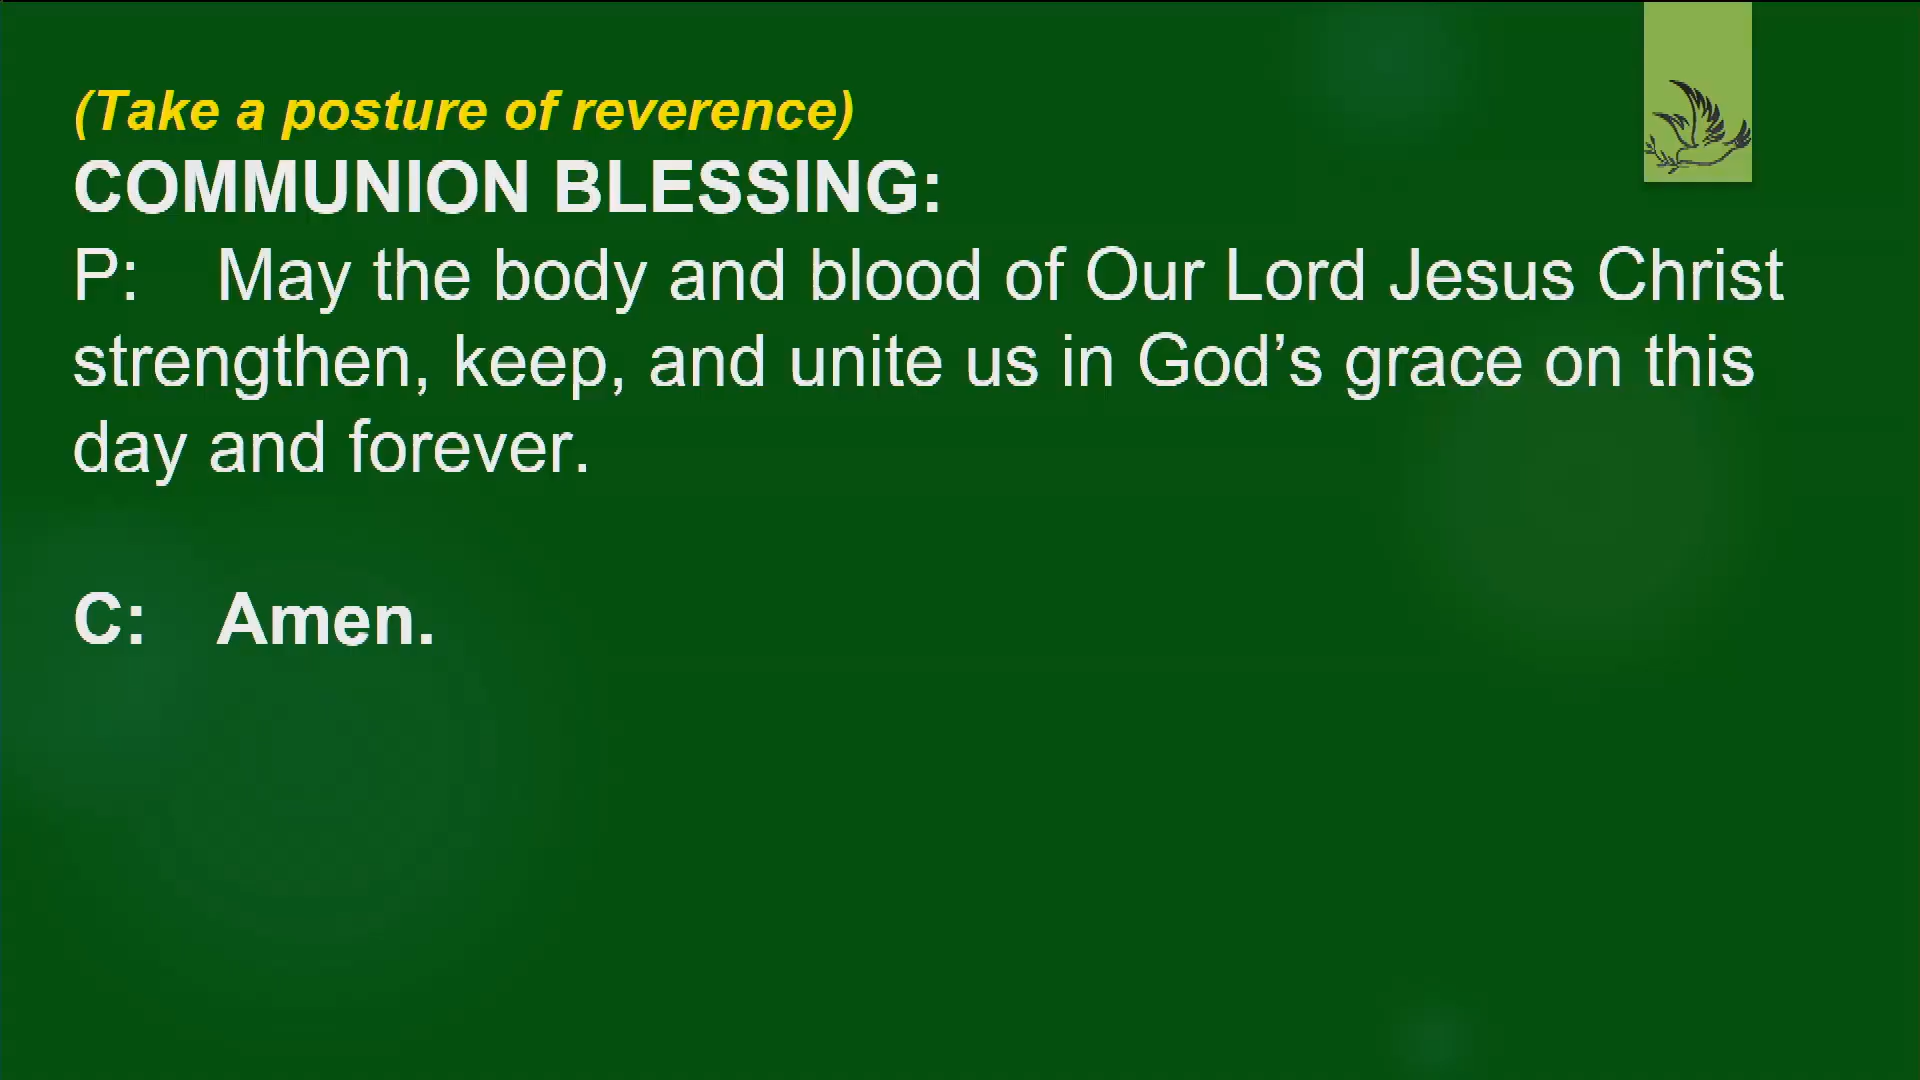 (Take a posture of reverence)
COMMUNION BLESSING:
P: May the body and blood of Our Lord Jesus Christ
strengthen, keep, and unite us in God’s grace on this
day and forever.
C: Amen.